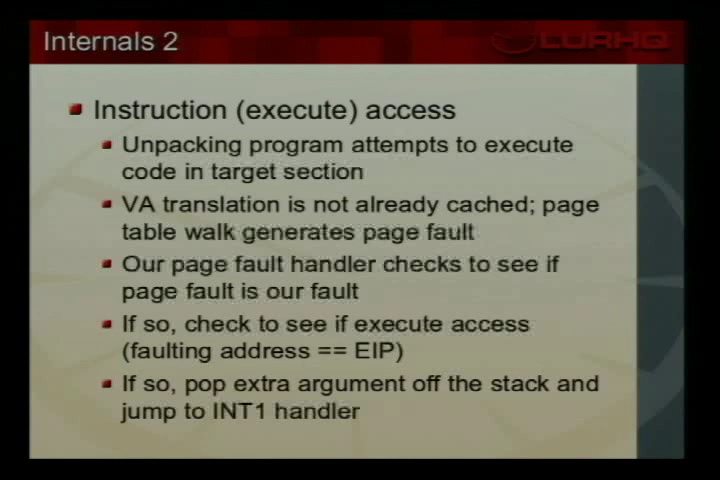 Internals 2
LURHQ
Instruction (execute) access
Unpacking program attempts to execute
code in target section
VA translation is not already cached; page
table walk generates page fault
Our page fault handler checks to see if
page fault is our fault
If so, check to see if execute access
(faulting address == EIP)
If so, pop extra argument off the stack and
jump to INT1 handler